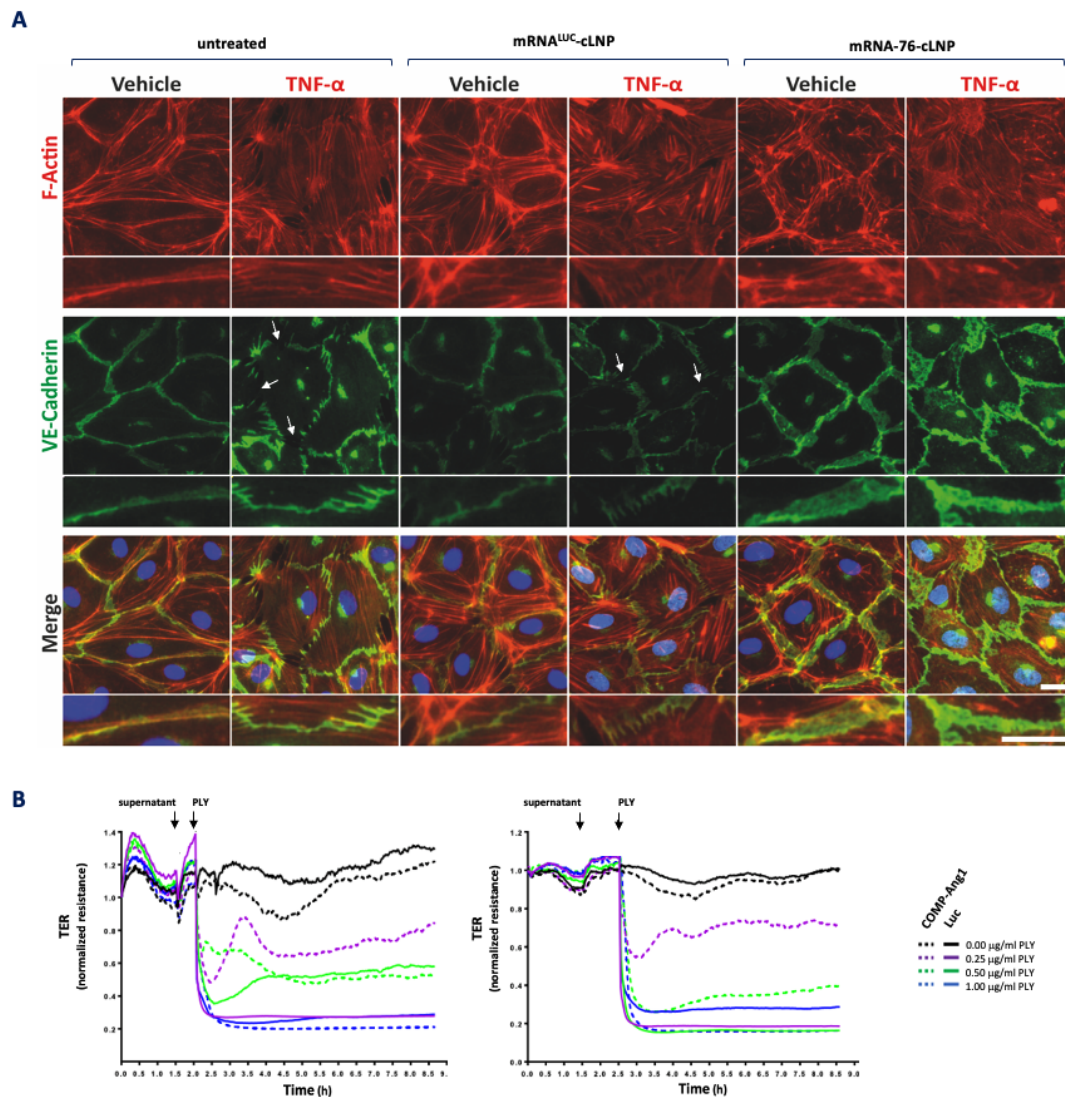 A
untreated
mRNA^LUC-cLNP
mRNA-76-cLNP
Vehicle
TNF-α
Vehicle
TNF-α
Vehicle
TNF-α
F-Actin
VE-Cadherin
Merge
B
supernatant
PLY
TER
(normalized resistance)
1.4
1.2
1.0
0.8
0.6
0.4
0.2
0.0 0.5 1.0 1.5 2.0 2.5 3.0 3.5 4.0 4.5 5.0 5.5 6.0 6.5 7.0 7.5 8.0 8.5 9.
Time (h)
supernatant
PLY
TER
(normalized resistance)
1.2
1.0
0.8
0.6
0.4
0.2
0.0
0.0 0.5 1.0 1.5 2.0 2.5 3.0 3.5 4.0 4.5 5.0 5.5 6.0 6.5 7.0 7.5 8.0 8.5 9.
Time (h)
COMP-Ang1
Luc
0.00 µg/ml PLY
0.25 µg/ml PLY
0.50 µg/ml PLY
1.00 µg/ml PLY